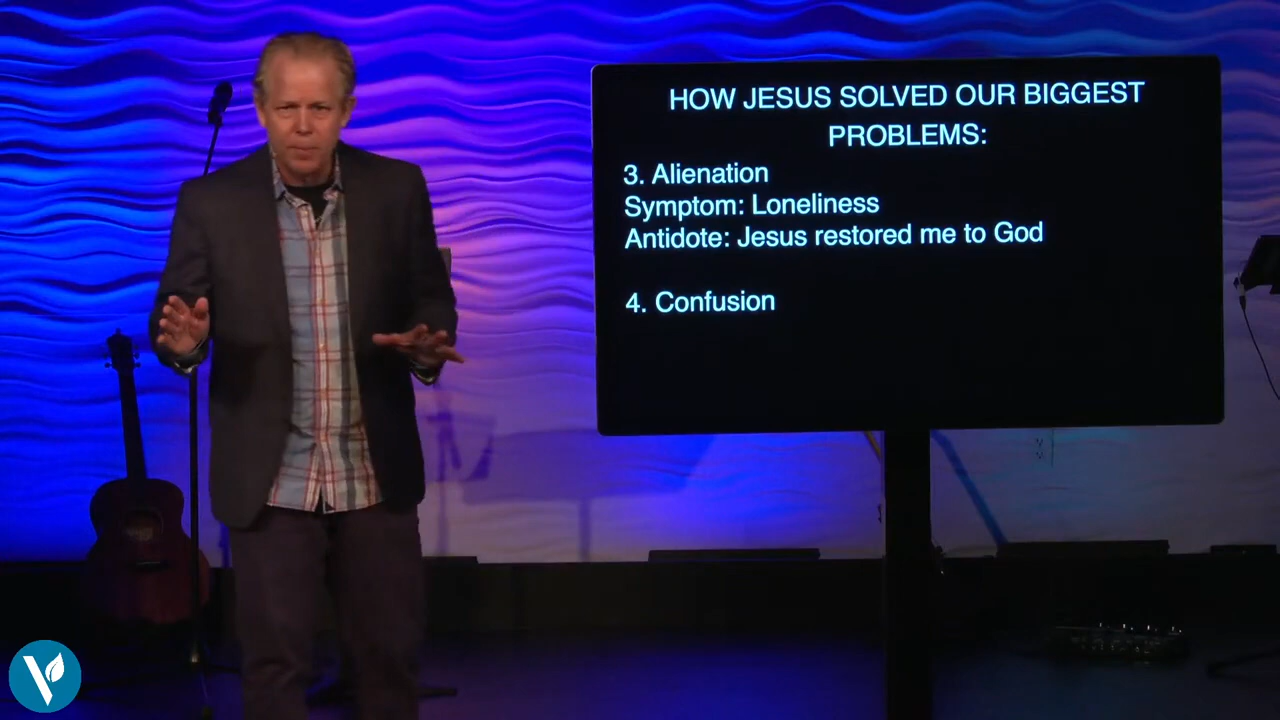 HOW JESUS SOLVED OUR BIGGEST
PROBLEMS:
3. Alienation
Symptom: Loneliness
Antidote: Jesus restored me to God
4. Confusion